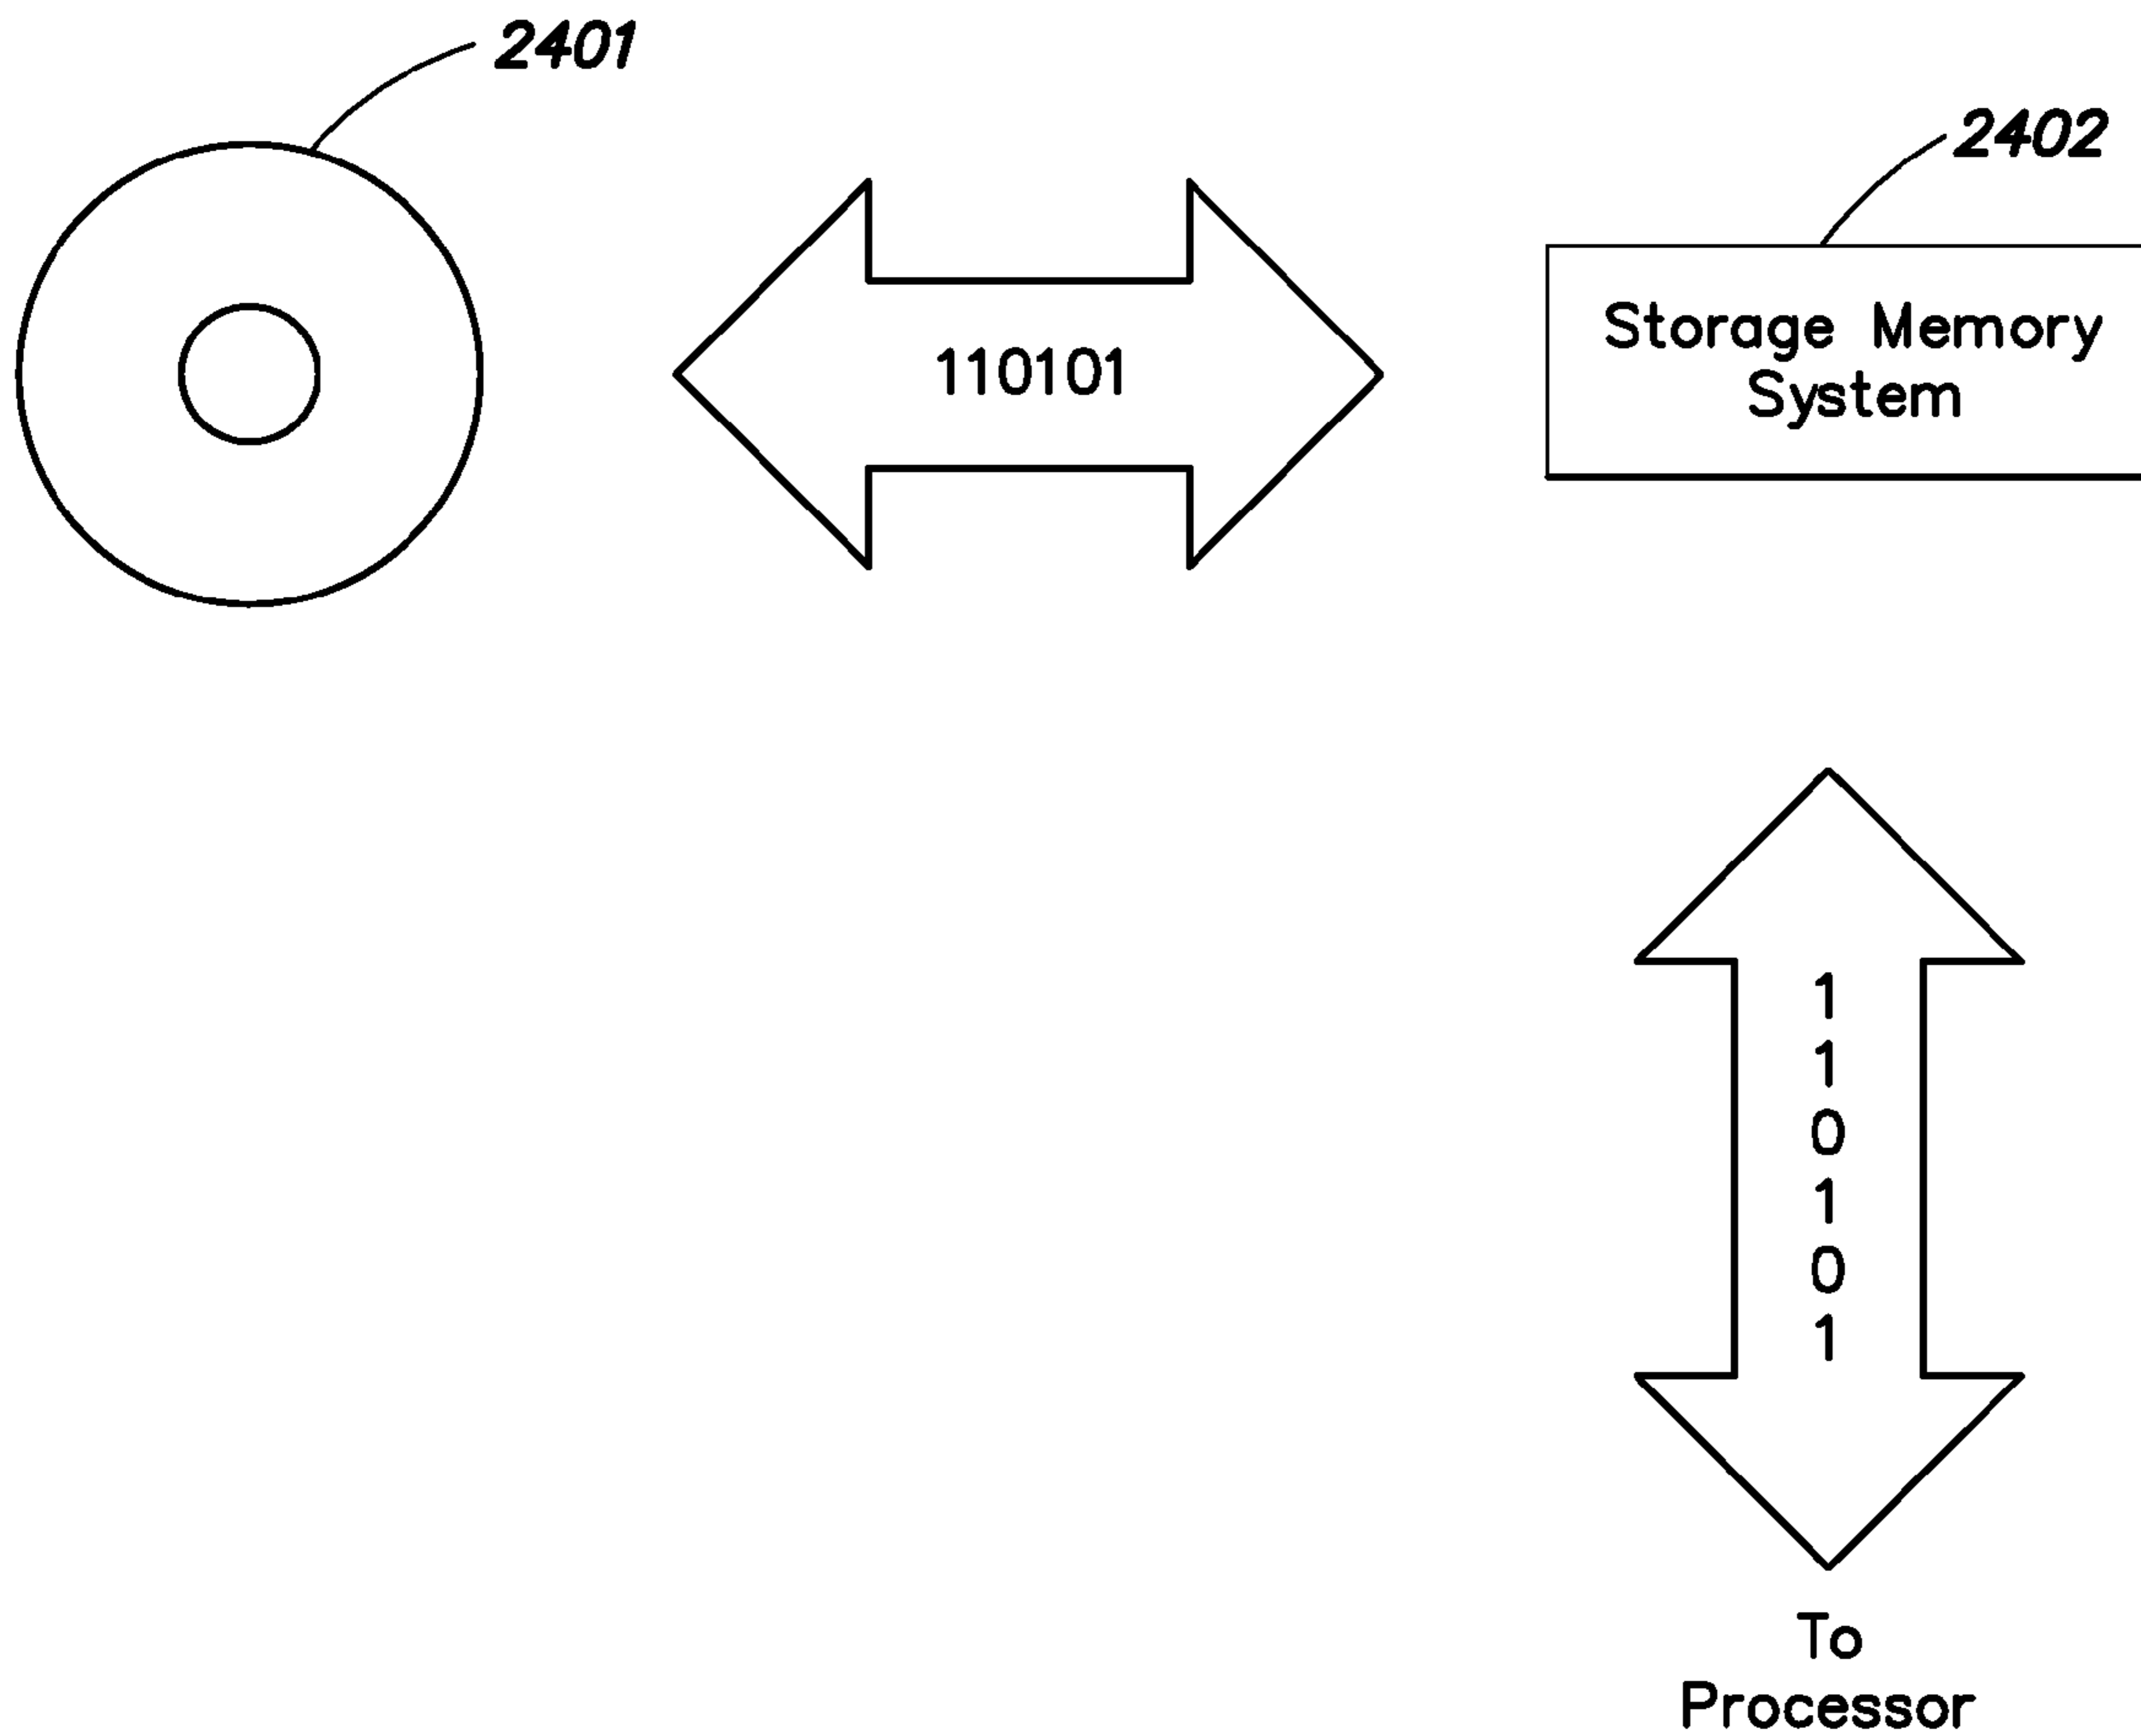 2401
2402
110101
Storage Memory
System
1
1
0
1
0
1
To
Processor